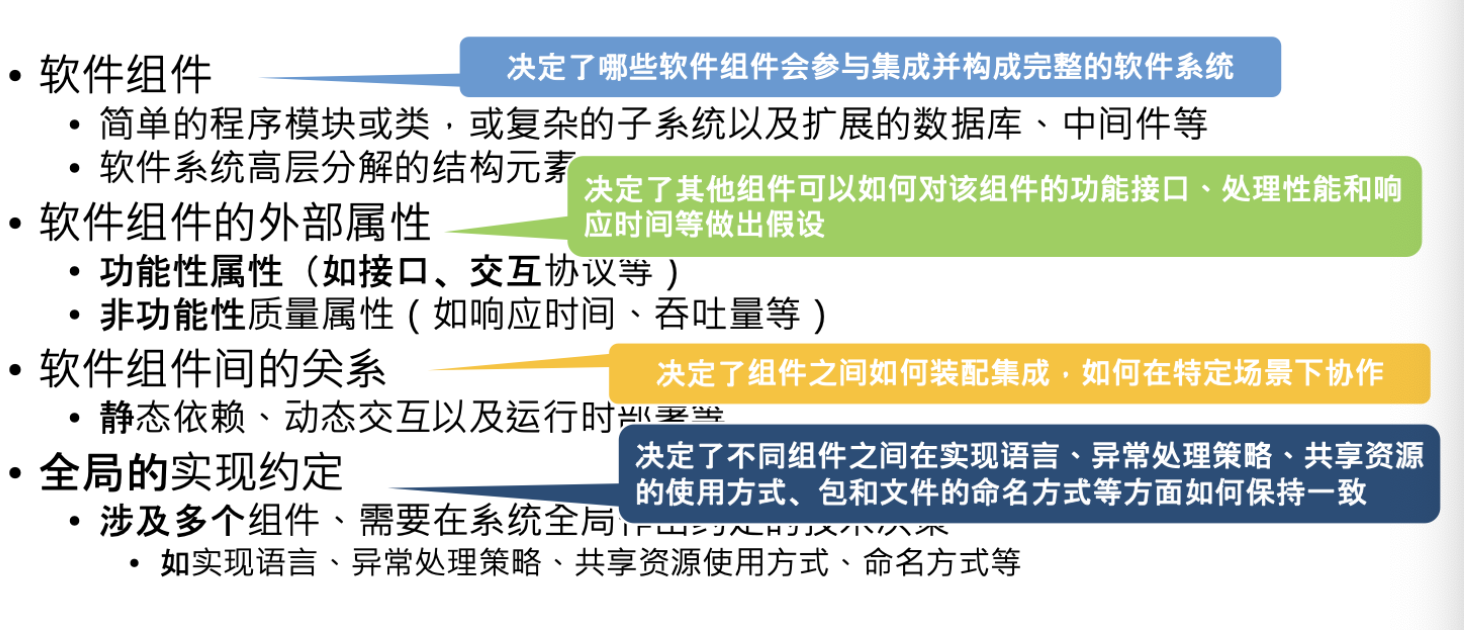 • 软件组件
决定了哪些软件组件会参与集成并构成完整的软件系统
• 简单的程序模块或类，或复杂的子系统以及扩展的数据库、中间件等
• 软件系统高层分解的结构元素
• 软件组件的外部属性
决定了其他组件可以如何对该组件的功能接口、处理性能和响
应时间等做出假设
• 功能性属性（如接口、交互协议等）
• 非功能性质量属性（如响应时间、吞吐量等）
• 软件组件间的关系
决定了组件之间如何装配集成，如何在特定场景下协作
• 静态依赖、动态交互以及运行时部署等
• 全局的实现约定
决定了不同组件之间在实现语言、异常处理策略、共享资源
的使用方式、包和文件的命名方式等方面如何保持一致
• 涉及多个组件、需要在系统全局作出约定的技术决策
• 如实现语言、异常处理策略、共享资源使用方式、命名方式等